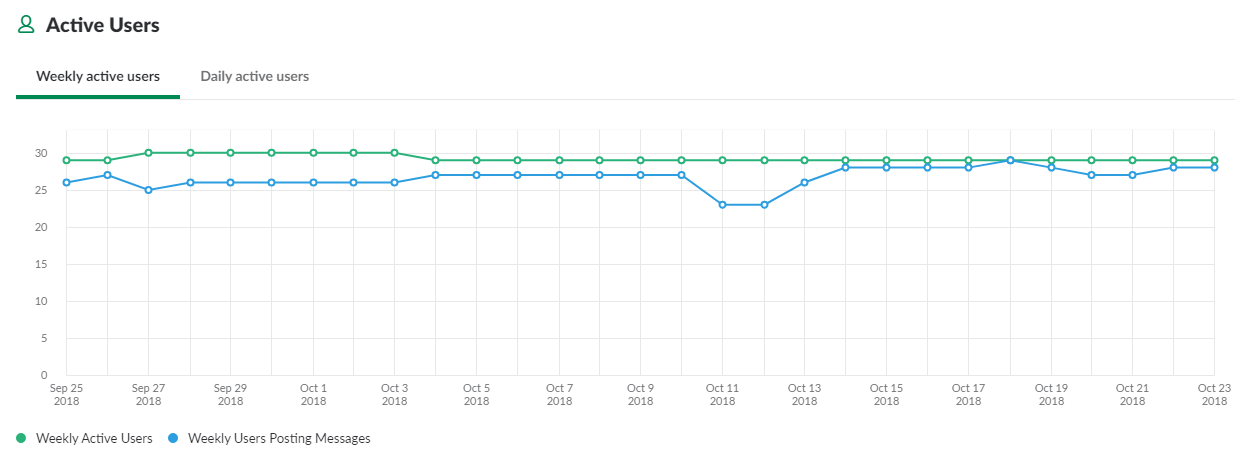 Active Users
Weekly active users Daily active users
30
25
20
15
10
5
0
Sep 25 Sep 27 Sep 29 Oct 1 Oct 3 Oct 5 Oct 7 Oct 9 Oct 11 Oct 13 Oct 15 Oct 17 Oct 19 Oct 21 Oct 23
2018 2018 2018 2018 2018 2018 2018 2018 2018 2018 2018 2018 2018 2018 2018
Weekly Active Users Weekly Users Posting Messages